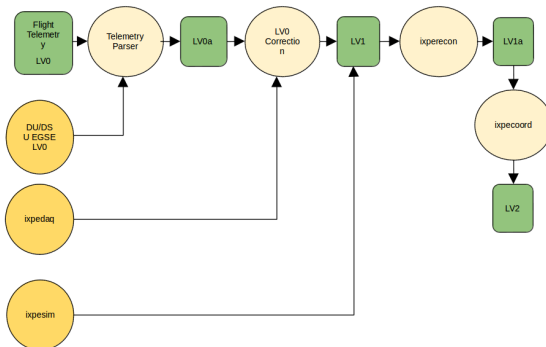 Flight
Telemetr
y
LV0
Telemetry
Parser
LV0a
LV0
Correctio
n
LV1
ixperecon
LV1a
DU/DS
U EGSE
LV0
ixpecoord
ixpedaq
LV2
ixpesim